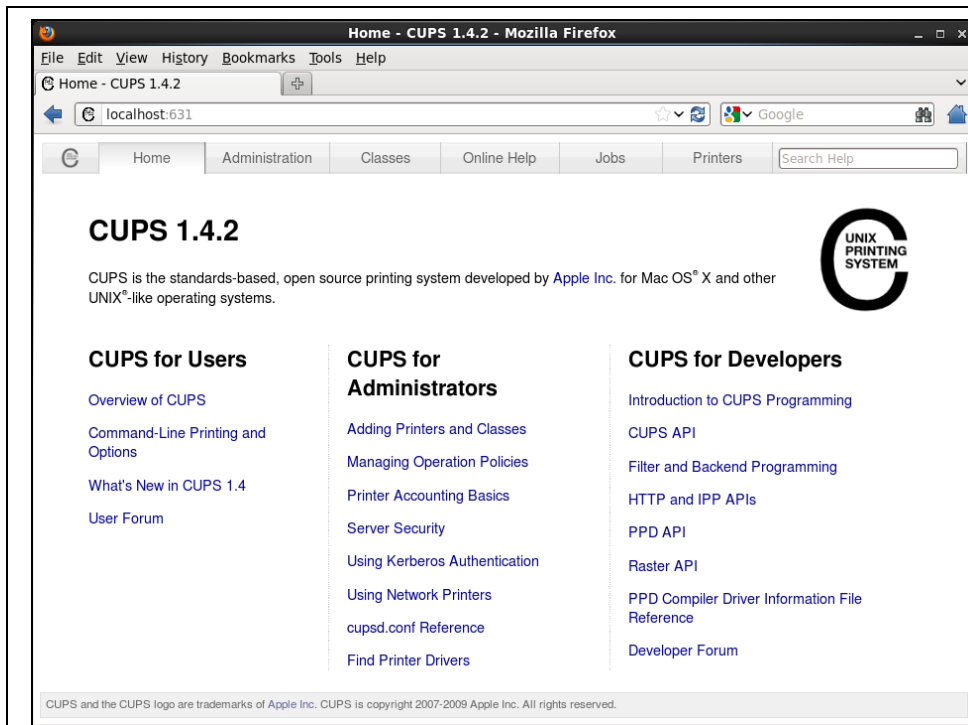 Home - CUPS 1.4.2 - Mozilla Firefox
File Edit View History Bookmarks Tools Help
Home - CUPS 1.4.2
localhost:631
Google
Home Administration Classes Online Help Jobs Printers Search Help
CUPS 1.4.2
UNIX
PRINTING
SYSTEM
CUPS is the standards-based, open source printing system developed by Apple Inc. for Mac OS® X and other
UNIX®-like operating systems.
CUPS for Users
Overview of CUPS
Command-Line Printing and
Options
What's New in CUPS 1.4
User Forum
CUPS for
Administrators
Adding Printers and Classes
Managing Operation Policies
Printer Accounting Basics
Server Security
Using Kerberos Authentication
Using Network Printers
cupsd.conf Reference
Find Printer Drivers
CUPS for Developers
Introduction to CUPS Programming
CUPS API
Filter and Backend Programming
HTTP and IPP APIs
PPD API
Raster API
PPD Compiler Driver Information File
Reference
Developer Forum
CUPS and the CUPS logo are trademarks of Apple Inc. CUPS is copyright 2007-2009 Apple Inc. All rights reserved.